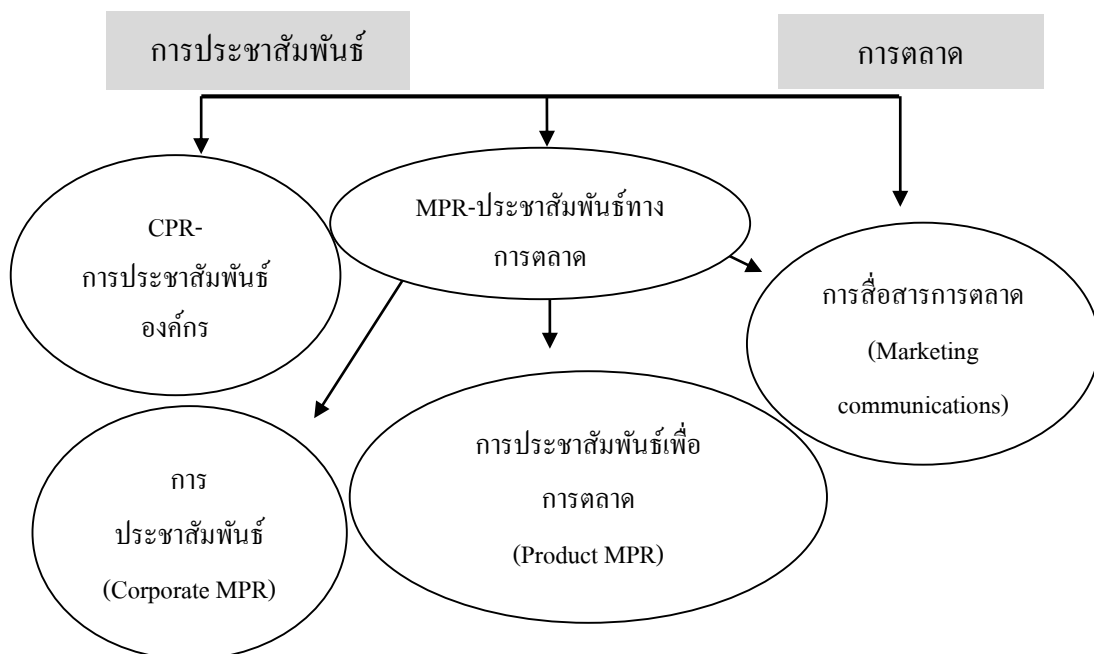 การประชาสัมพันธ์
การตลาด
CPR-
การประชาสัมพันธ์
องค์กร
MPR-ประชาสัมพันธ์ทาง
การตลาด
การสื่อสารการตลาด
(Marketing
communications)
การ
ประชาสัมพันธ์
(Corporate MPR)
การประชาสัมพันธ์เพื่อ
การตลาด
(Product MPR)